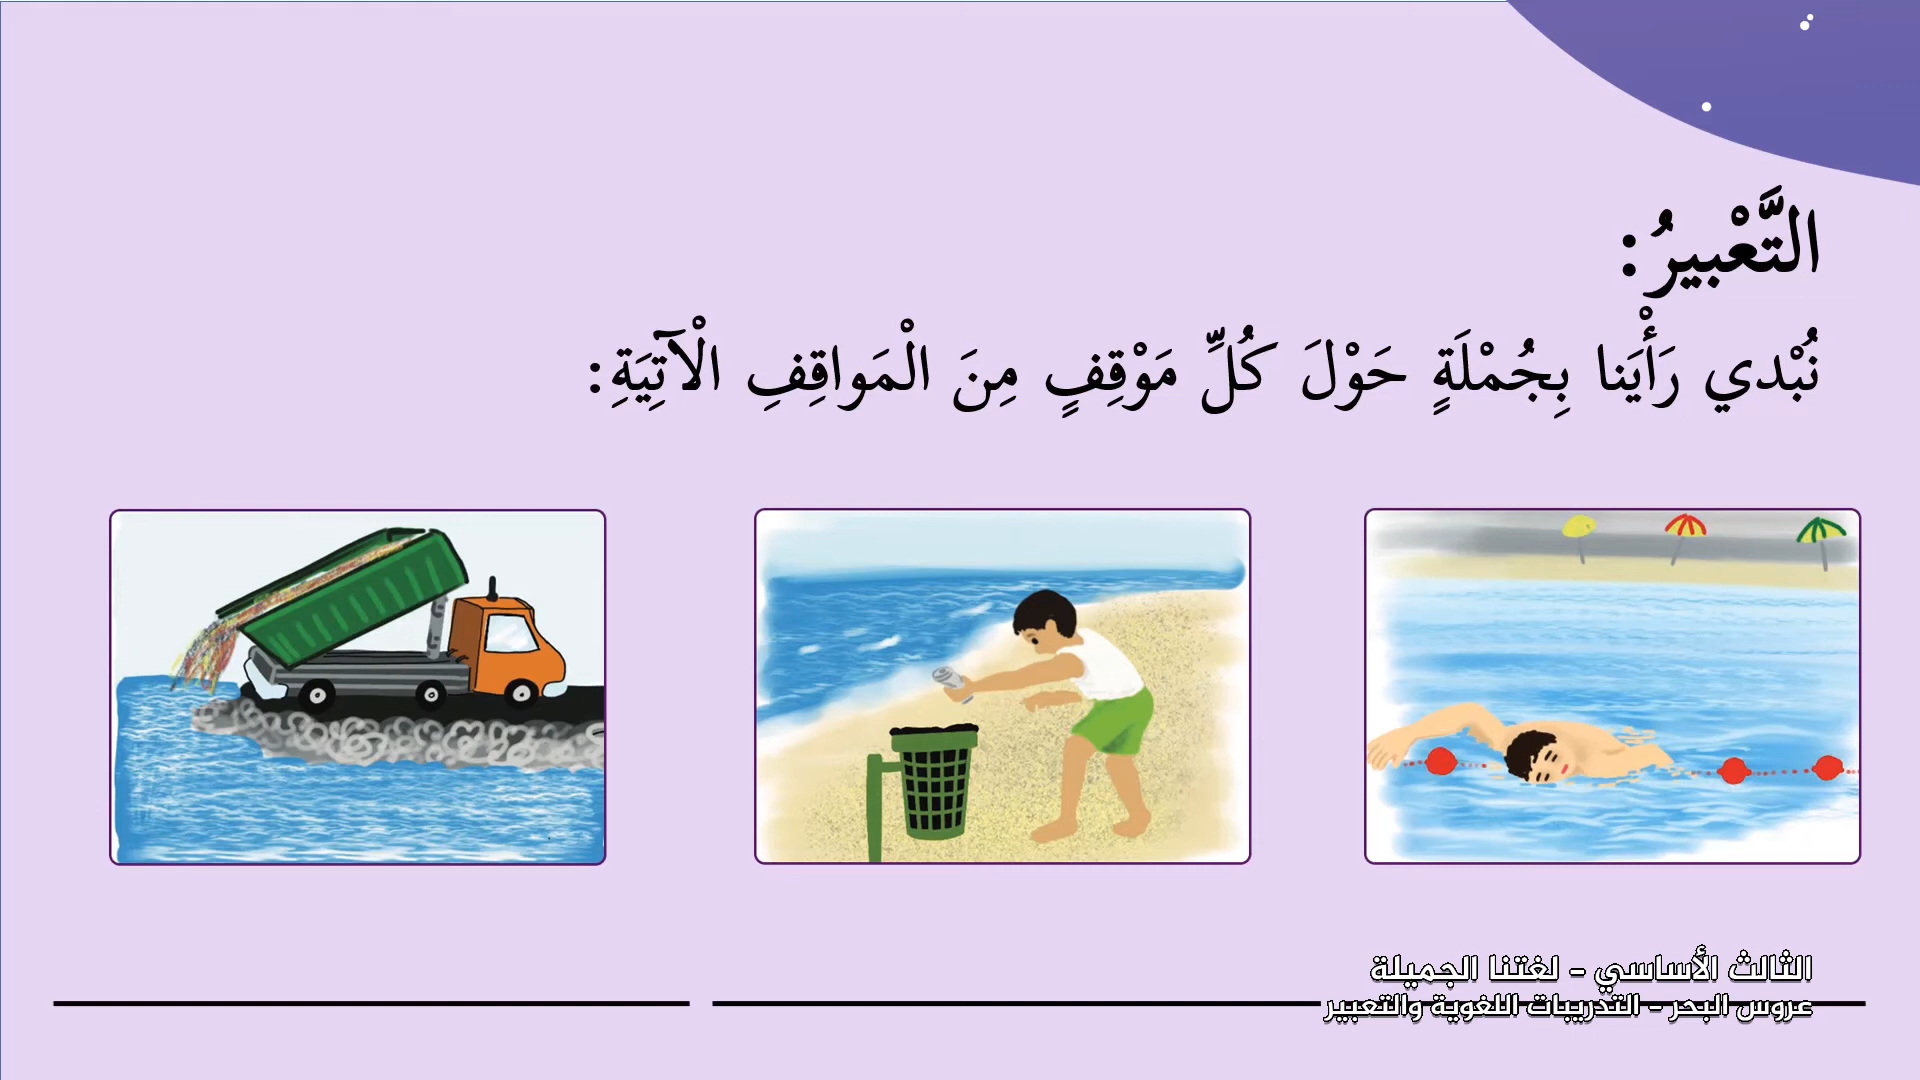 التَّعْبيرُ:
نُبْدي رَأْيَنا بِجُمْلَةٍ حَوْلَ كُلِّ مَوْقِفٍ مِنَ الْمَواقِفِ الْآتِيَةِ:
الثالث الأساسي - لغتنا الجميلة
عروس البحر - التدريبات اللغوية والتعبير